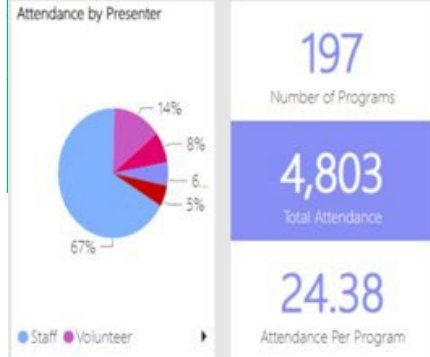 Attendance by Presenter
14%
8%
6...
5%
67%
Staff Volunteer
197
Number of Programs
4,803
Total Attendance
24.38
Attendance Per Program